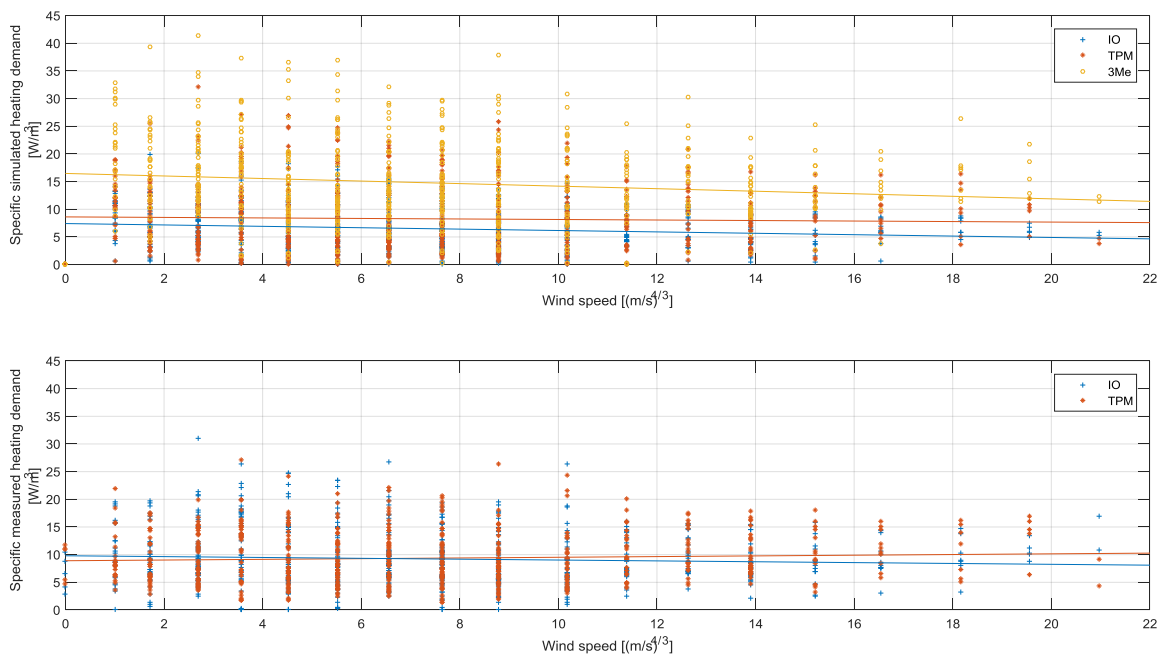 45
40
35
30
25
20
15
10
5
0
Specific simulated heating demand
[W/m³]
IO
TPM
3Me
0 2 4 6 8 10 12 14 16 18 20 22
Wind speed [(m/s)^4/3]
45
40
35
30
25
20
15
10
5
0
Specific measured heating demand
[W/m³]
IO
TPM
0 2 4 6 8 10 12 14 16 18 20 22
Wind speed [(m/s)^4/3]